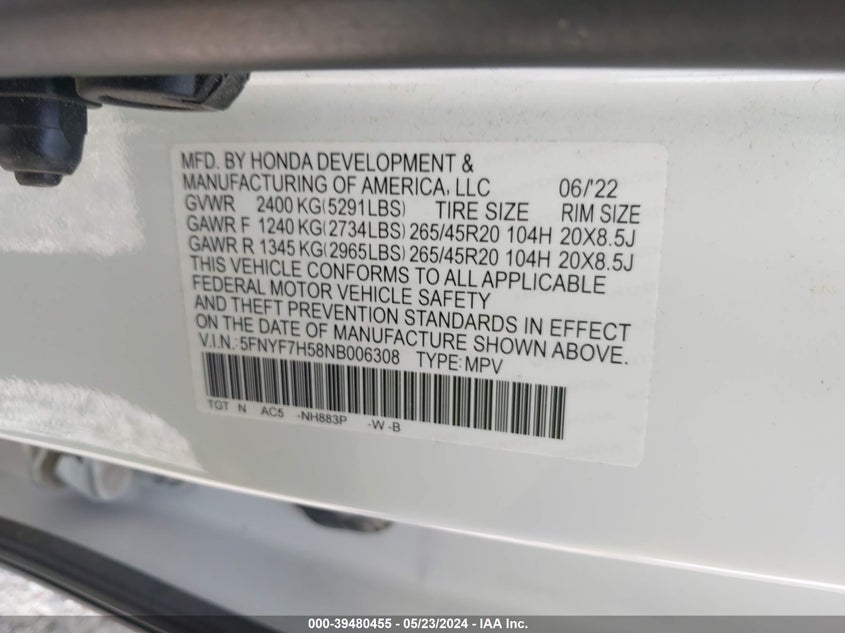 MFD. BY HONDA DEVELOPMENT &
MANUFACTURING OF AMERICA, LLC 06/'22
GVWR 2400 KG(5291LBS) TIRE SIZE RIM SIZE
GAWR F 1240 KG(2734LBS) 265/45R20 104H 20X8.5J
GAWR R 1345 KG(2965LBS) 265/45R20 104H 20X8.5J
THIS VEHICLE CONFORMS TO ALL APPLICABLE
FEDERAL MOTOR VEHICLE SAFETY
AND THEFT PREVENTION STANDARDS IN EFFECT
ON THE DATE OF MANUFACTURE SHOWN ABOVE.
V.I.N.: 5FNYF7H58NB006308 TYPE: MPV
TGT N AC5 -NH883P -W -B
000-39480455 — 05/23/2024 — IAA Inc.